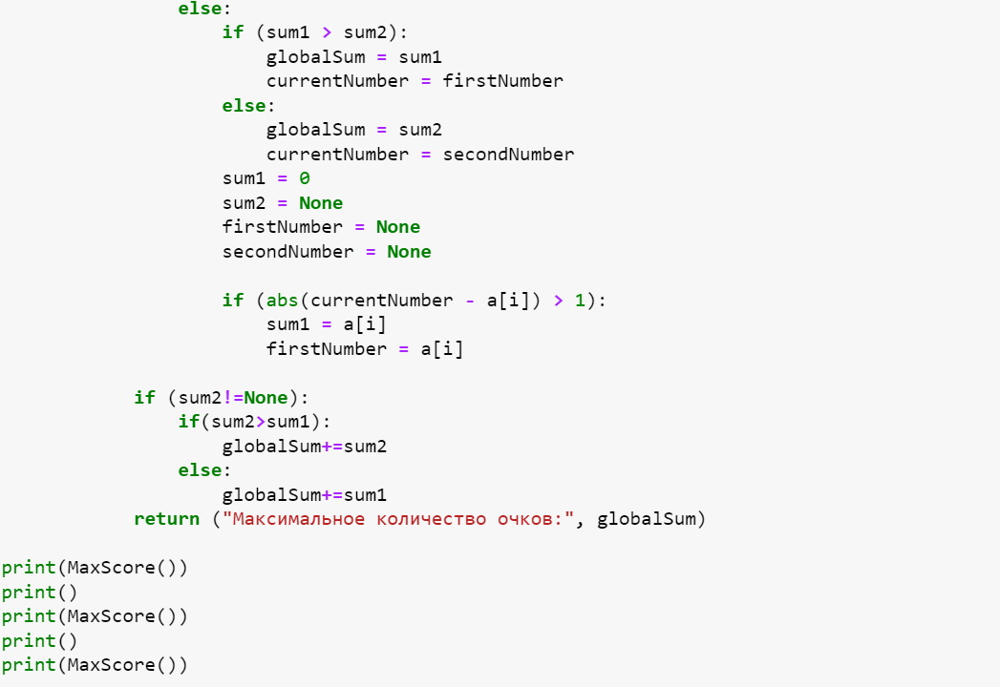 else:
                    if (sum1 > sum2):
                        globalSum = sum1
                        currentNumber = firstNumber
                    else:
                        globalSum = sum2
                        currentNumber = secondNumber
                    sum1 = 0
                    sum2 = None
                    firstNumber = None
                    secondNumber = None

                    if (abs(currentNumber - a[i]) > 1):
                        sum1 = a[i]
                        firstNumber = a[i]

            if (sum2!=None):
                if(sum2>sum1):
                    globalSum+=sum2
                else:
                    globalSum+=sum1
            return ("Максимальное количество очков:", globalSum)

print(MaxScore())
print()
print(MaxScore())
print()
print(MaxScore())